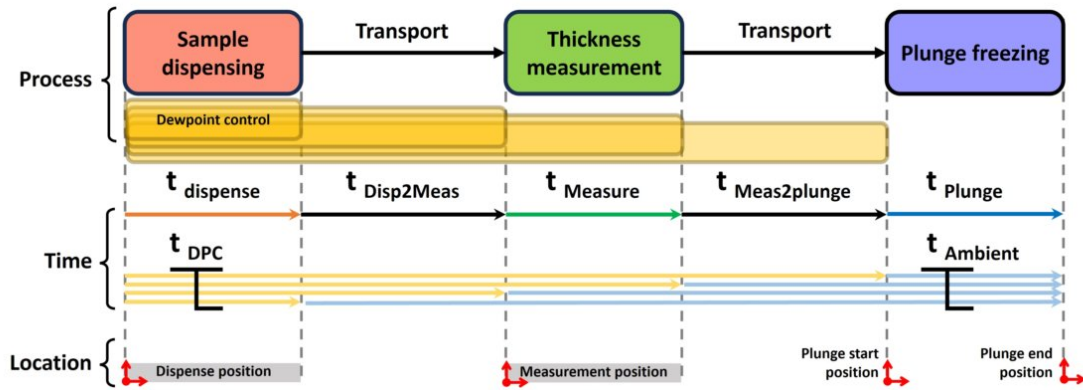 Process
Sample
dispensing
Transport
Thickness
measurement
Transport
Plunge freezing
Dewpoint control
Time
t dispense
t Disp2Meas
t Measure
t Meas2plunge
t Plunge
t DPC
t Ambient
Location
Dispense position
Measurement position
Plunge start
position
Plunge end
position